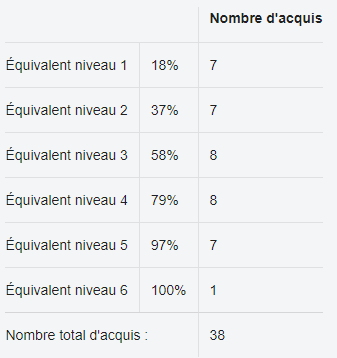 Nombre d'acquis
Équivalent niveau 1 18% 7
Équivalent niveau 2 37% 7
Équivalent niveau 3 58% 8
Équivalent niveau 4 79% 8
Équivalent niveau 5 97% 7
Équivalent niveau 6 100% 1
Nombre total d'acquis : 38